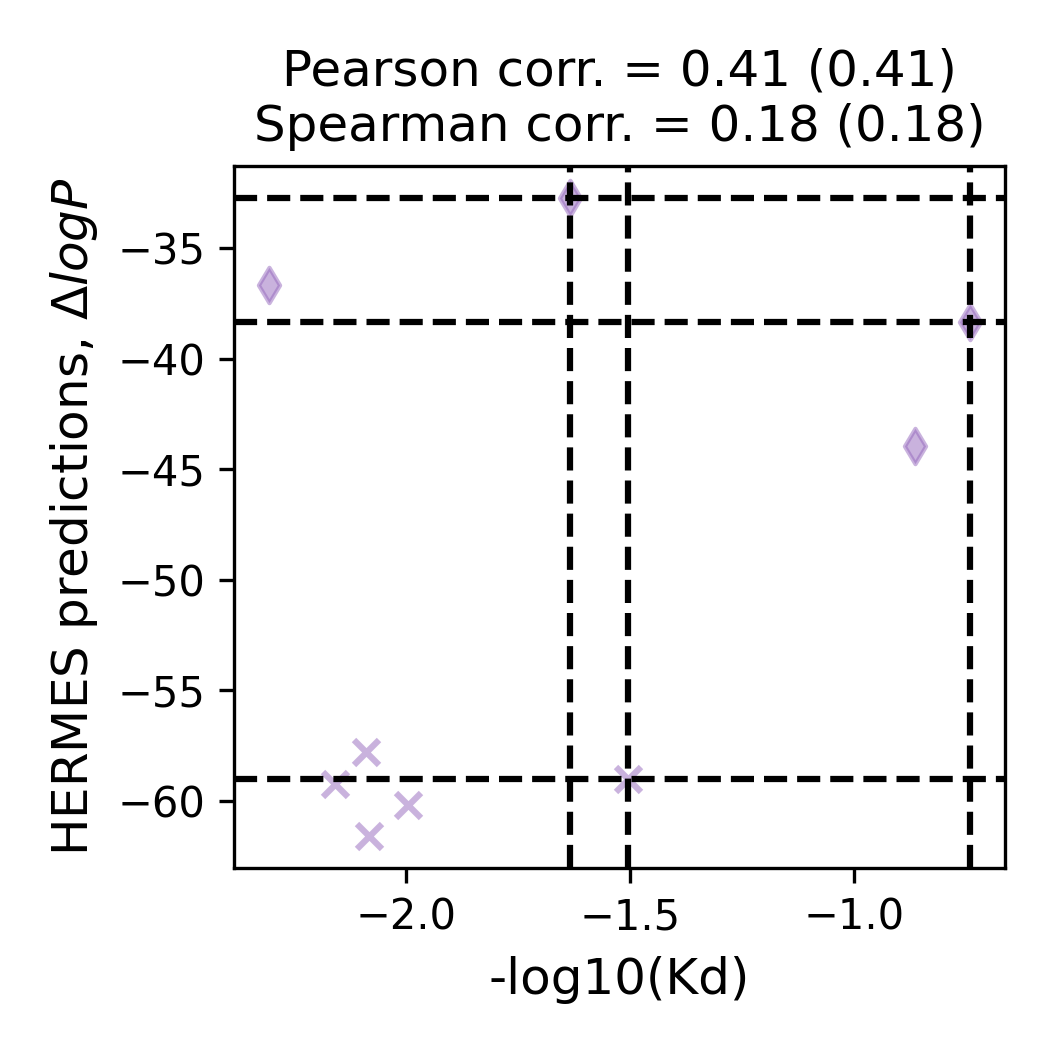 Pearson corr. = 0.41 (0.41)
Spearman corr. = 0.18 (0.18)
HERMES predictions, ΔlogP
−35
−40
−45
−50
−55
−60
−2.0
−1.5
−1.0
-log10(Kd)